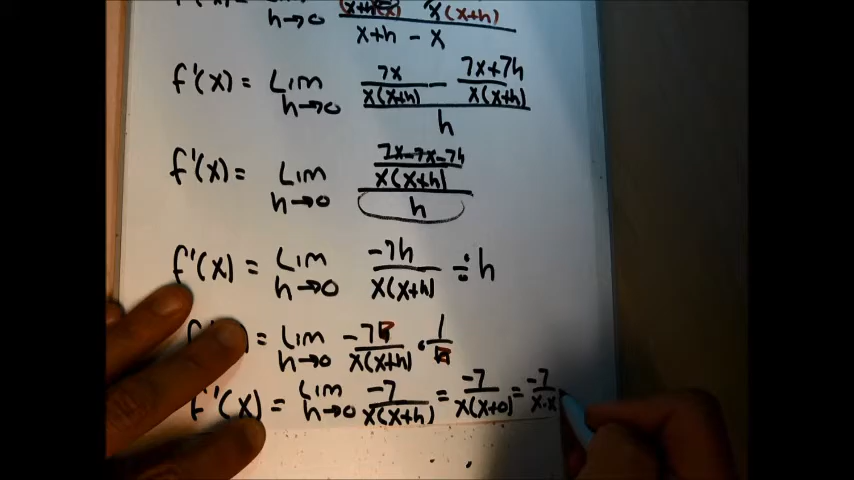 f'(x) = Lim h→0 (x+h)(x) x(x+h) / x+h - x
f'(x) = Lim h→0 7x/x(x+h) - 7x+7h/x(x+h) / h
f'(x) = Lim h→0 7x-7x-7h/x(x+h) / h
f'(x) = Lim h→0 -7h/x(x+h) ÷ h
= Lim h→0 -7h/x(x+h) · 1/h
f'(x) = Lim h→0 -7/x(x+h) = -7/x(x+0) = -7/x·x